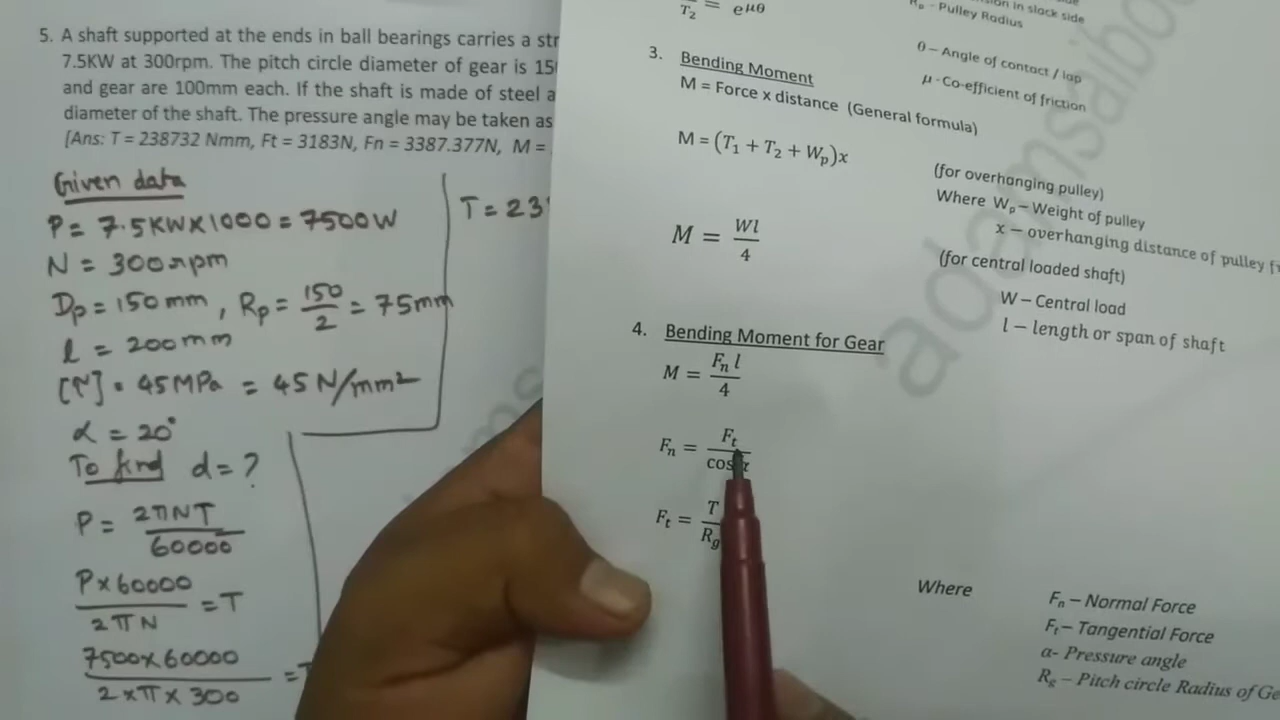 5. A shaft supported at the ends in ball bearings carries a str
7.5KW at 300rpm. The pitch circle diameter of gear is 15
and gear are 100mm each. If the shaft is made of steel a
diameter of the shaft. The pressure angle may be taken as
[Ans: T = 238732 Nmm, Ft = 3183N, Fn = 3387.377N, M =
Given data
P = 7.5KW×1000 = 7500W
N = 300rpm
Dp = 150mm, Rp = 150/2 = 75mm
l = 200mm
[τ] = 45MPa = 45N/mm²
α = 20°
To find d = ?
P = 2πNT/60000
P×60000/2πN = T
7500×60000/2×π×300 =
T = 23
T₂ = e^μθ
in slack side
- Pulley Radius
θ – Angle of contact / lap
μ - Co-efficient of friction
3. Bending Moment
M = Force x distance (General formula)
M = (T₁ + T₂ + Wp)x
(for overhanging pulley)
Where Wp – Weight of pulley
x – overhanging distance of pulley
M = Wl/4
(for central loaded shaft)
W – Central load
l – length or span of shaft
4. Bending Moment for Gear
M = Fn l/4
Fn = Ft/cos
Ft = T/Rg
Where
Fn – Normal Force
Ft – Tangential Force
α- Pressure angle
Rg – Pitch circle Radius of Ge